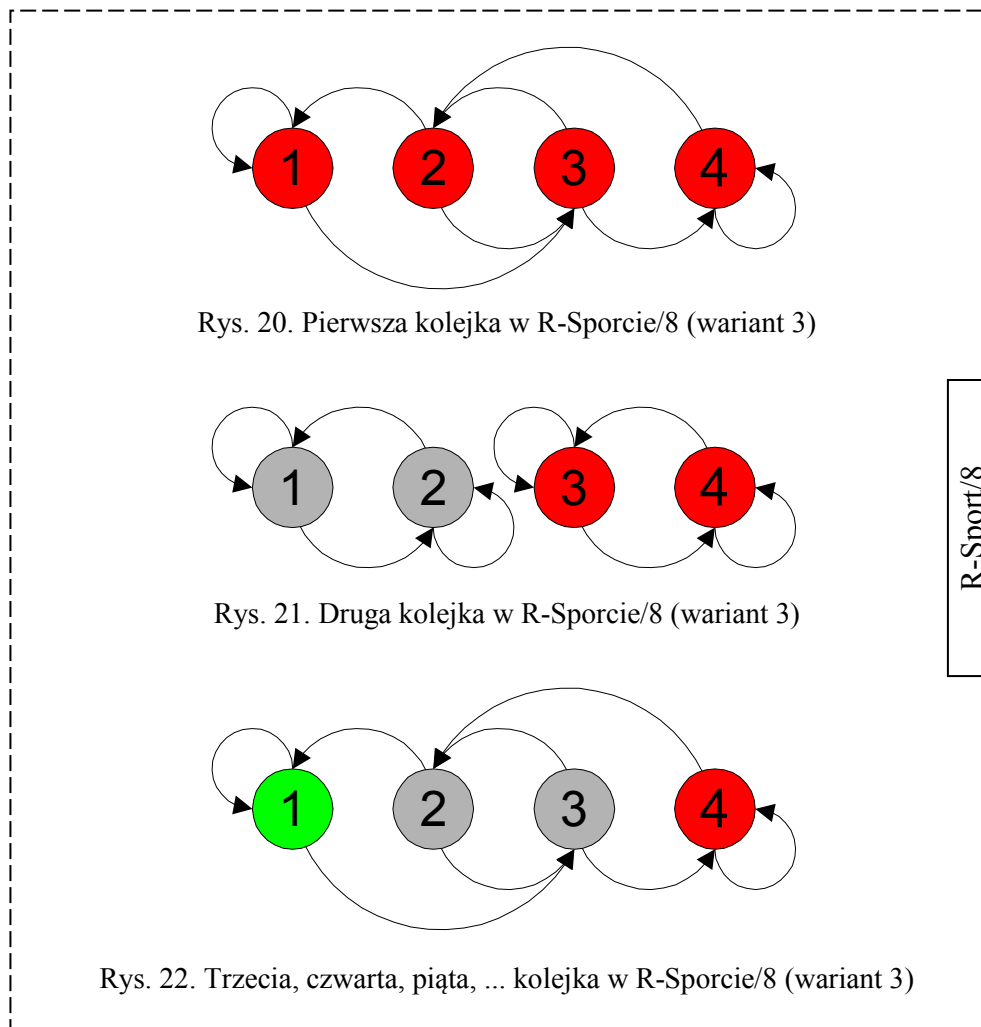 1 2 3 4
Rys. 20. Pierwsza kolejka w R-Sporcie/8 (wariant 3)
1 2 3 4
Rys. 21. Druga kolejka w R-Sporcie/8 (wariant 3)
R-Sport/8
1 2 3 4
Rys. 22. Trzecia, czwarta, piąta, ... kolejka w R-Sporcie/8 (wariant 3)